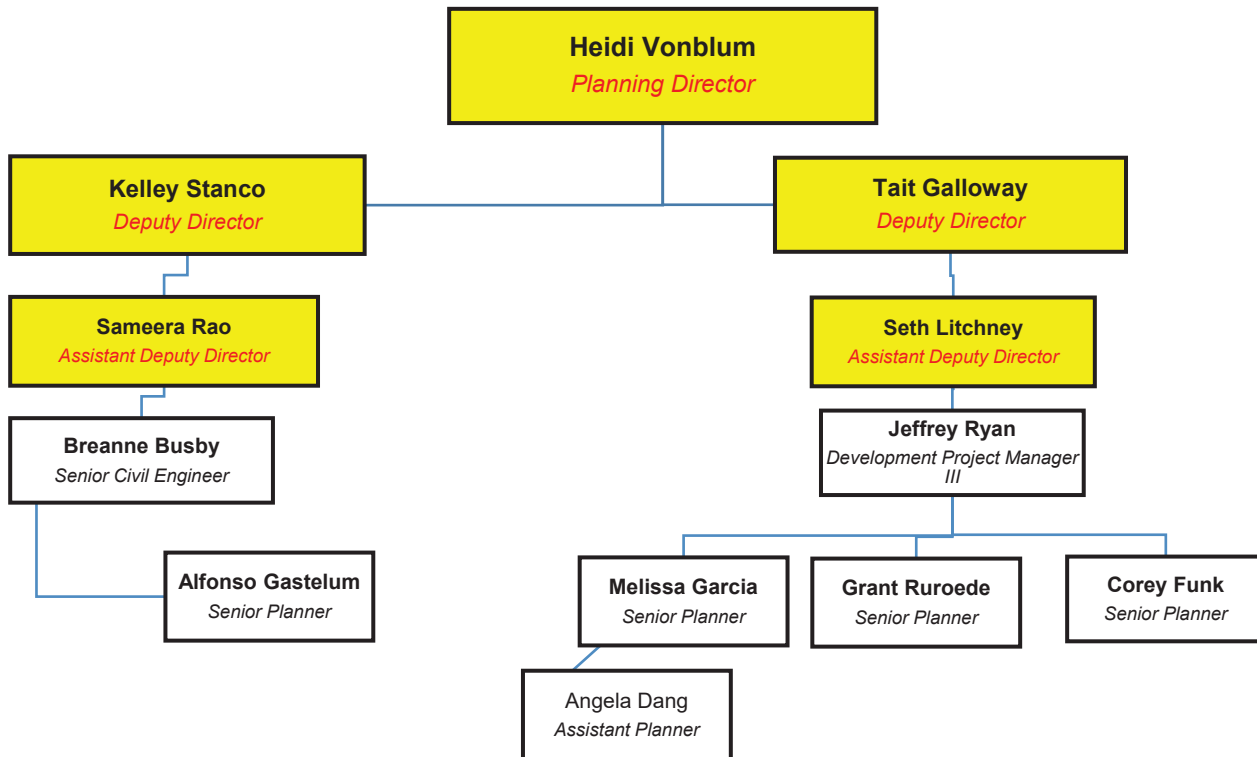 Heidi Vonblum
Planning Director
Kelley Stanco
Deputy Director
Tait Galloway
Deputy Director
Sameera Rao
Assistant Deputy Director
Seth Litchney
Assistant Deputy Director
Breanne Busby
Senior Civil Engineer
Jeffrey Ryan
Development Project Manager
III
Alfonso Gastelum
Senior Planner
Melissa Garcia
Senior Planner
Grant Ruroede
Senior Planner
Corey Funk
Senior Planner
Angela Dang
Assistant Planner